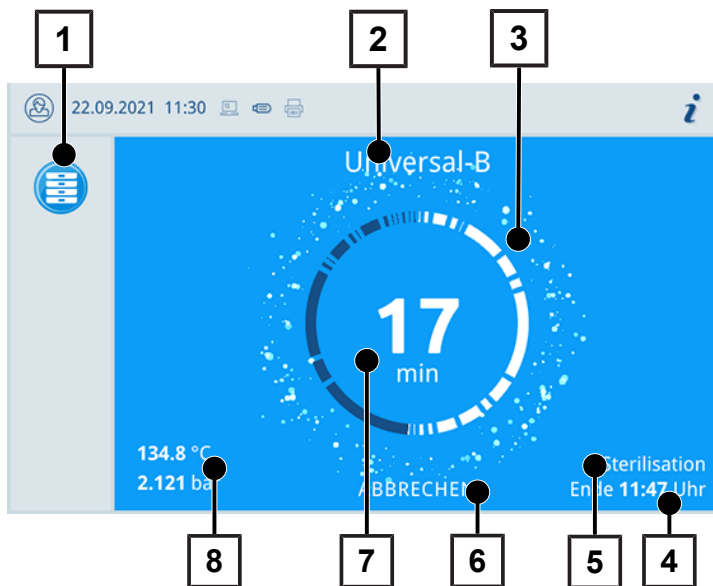 1
2
3
22.09.2021 11:30
i
Universal-B
17
min
134.8 °C
2.121 ba
Sterilisation
Ende 11:47 Uhr
ABBRECHEN
8
7
6
5
4